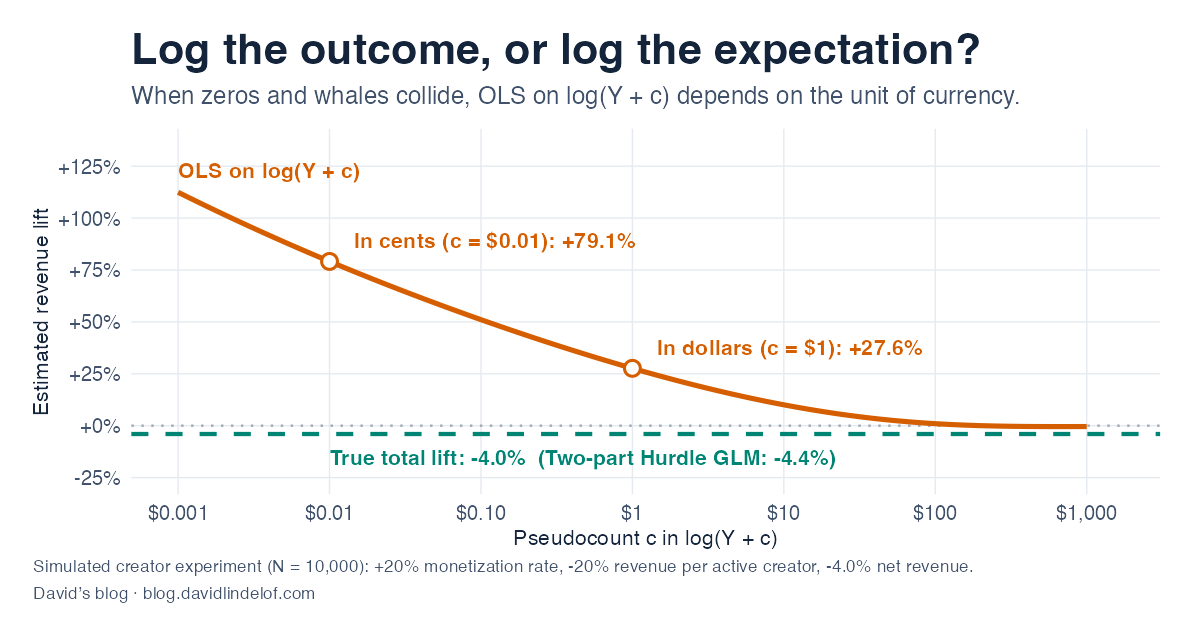 Log the outcome, or log the expectation?
When zeros and whales collide, OLS on log(Y + c) depends on the unit of currency.
Estimated revenue lift
+125%
+100%
+75%
+50%
+25%
+0%
-25%
OLS on log(Y + c)
In cents (c = $0.01): +79.1%
In dollars (c = $1): +27.6%
True total lift: -4.0%  (Two-part Hurdle GLM: -4.4%)
$0.001 $0.01 $0.10 $1 $10 $100 $1,000
Pseudocount c in log(Y + c)
Simulated creator experiment (N = 10,000): +20% monetization rate, -20% revenue per active creator, -4.0% net revenue.
David's blog · blog.davidlindelof.com